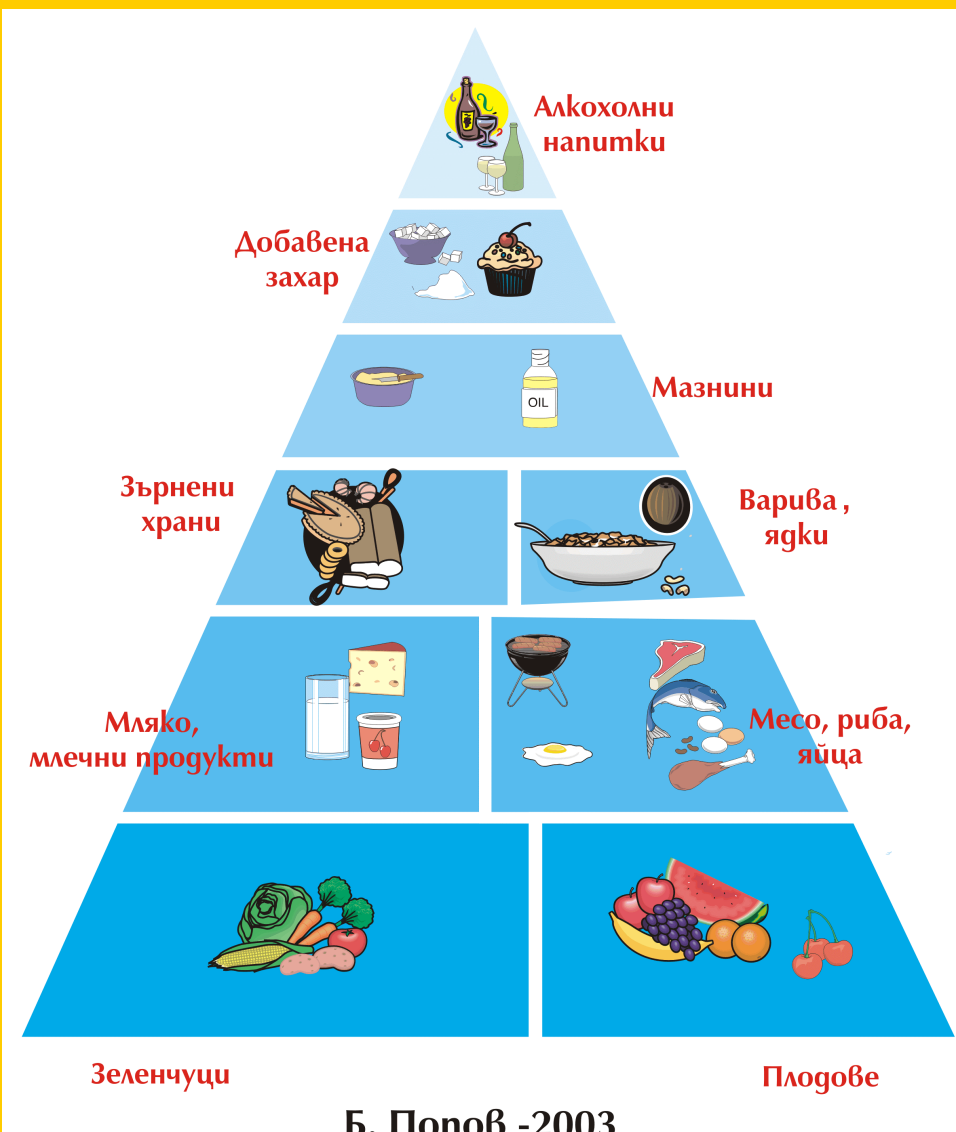 Алкохолни
напитки
Добавена
захар
OIL
Мазнини
Зърнени
храни
Варива,
ядки
Мляко,
млечни продукти
Месо, риба,
яйца
Зеленчуци
Плодове
Б. Попов -2003